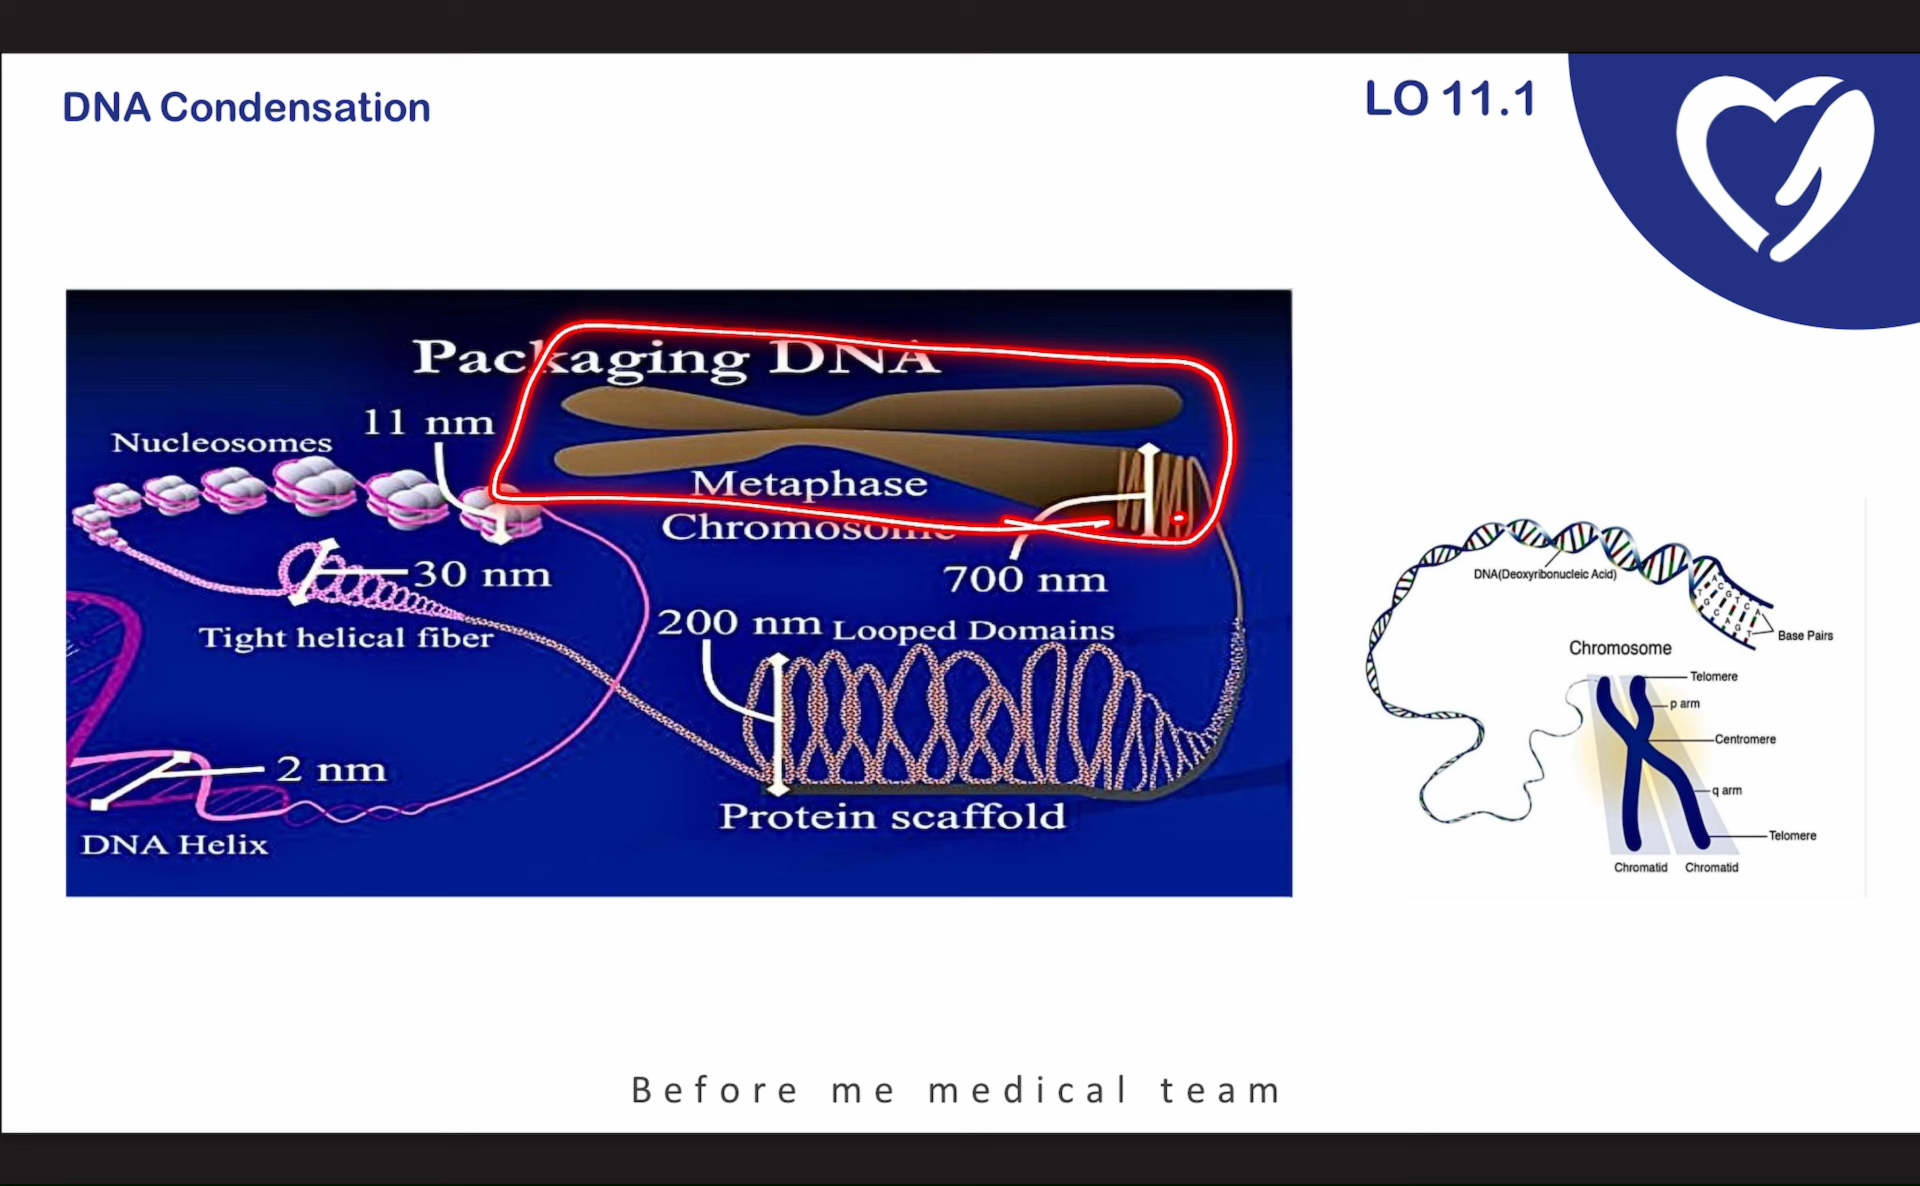 DNA Condensation
LO 11.1
Packaging DNA
11 nm
Nucleosomes
Metaphase
Chromosome
30 nm
700 nm
Tight helical fiber
200 nm
Looped Domains
2 nm
Protein scaffold
DNA Helix
DNA(Deoxyribonucleic Acid)
Base Pairs
Chromosome
Telomere
p arm
Centromere
q arm
Telomere
Chromatid
Chromatid
Before me medical team